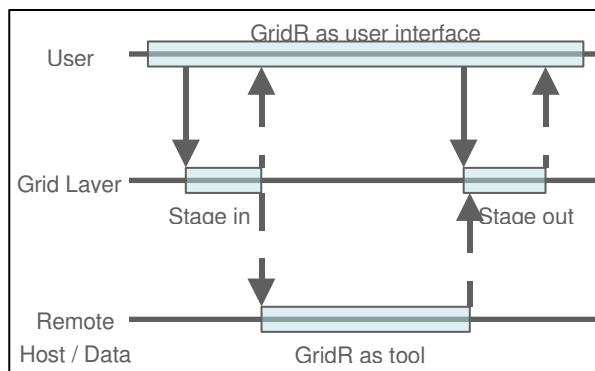 GridR as user interface
User
Grid Layer
Stage in
Stage out
Remote
Host / Data
GridR as tool